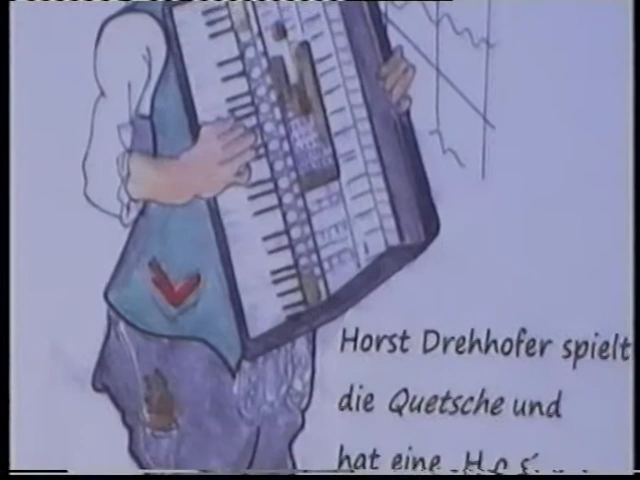 Horst Drehhofer spielt
die Quetsche und
hat eine